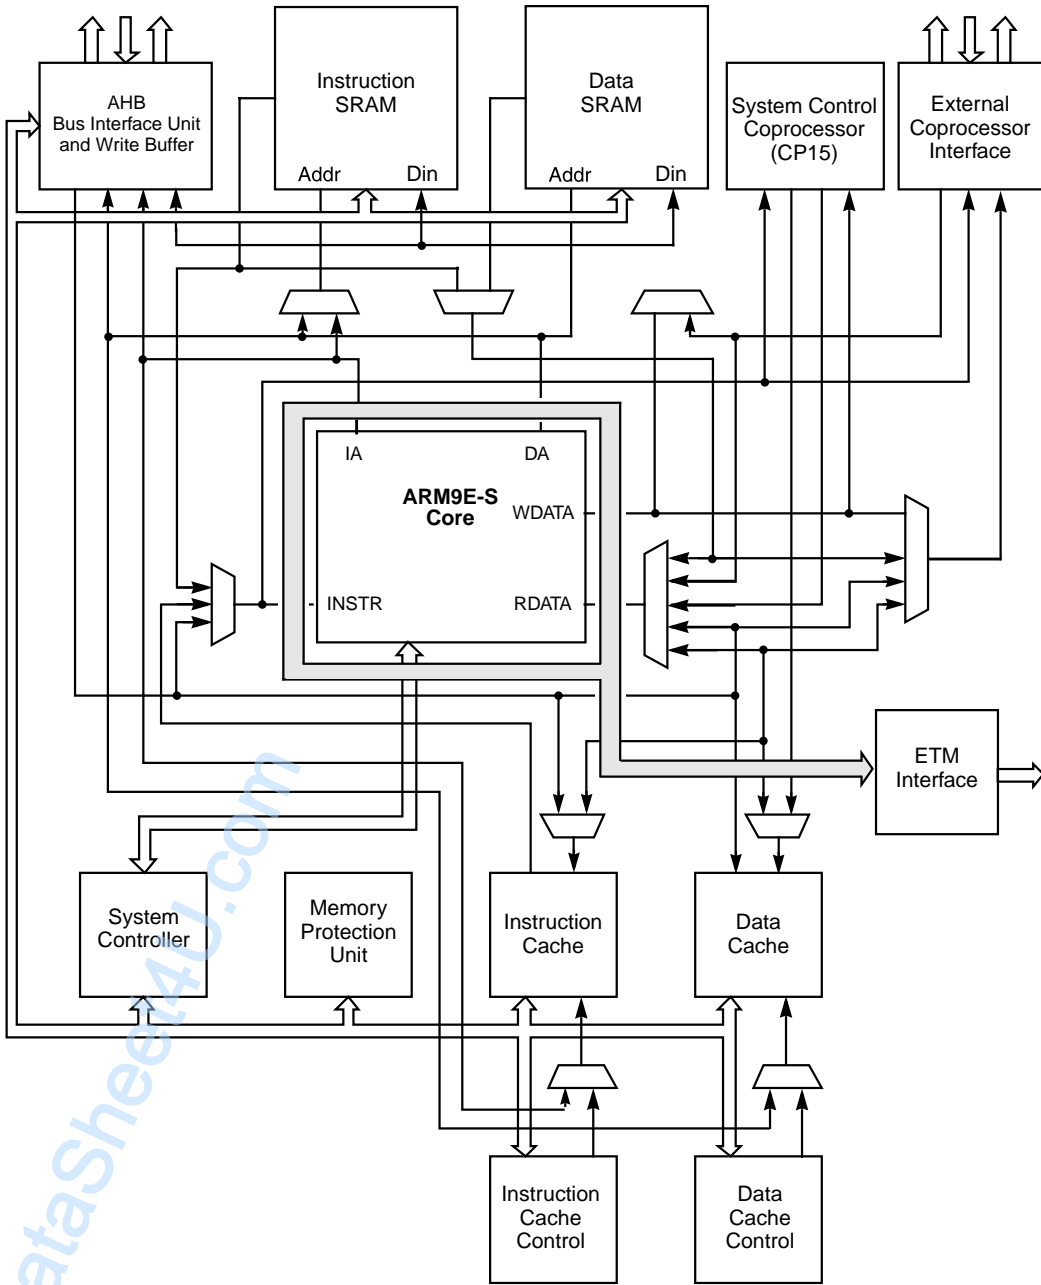 AHB
Bus Interface Unit
and Write Buffer
Instruction
SRAM
Addr
Din
Data
SRAM
Addr
Din
System Control
Coprocessor
(CP15)
External
Coprocessor
Interface
IA
DA
ARM9E-S
Core
WDATA
INSTR
RDATA
ETM
Interface
System
Controller
Memory
Protection
Unit
Instruction
Cache
Data
Cache
Instruction
Cache
Control
Data
Cache
Control
ataSheet4U.com